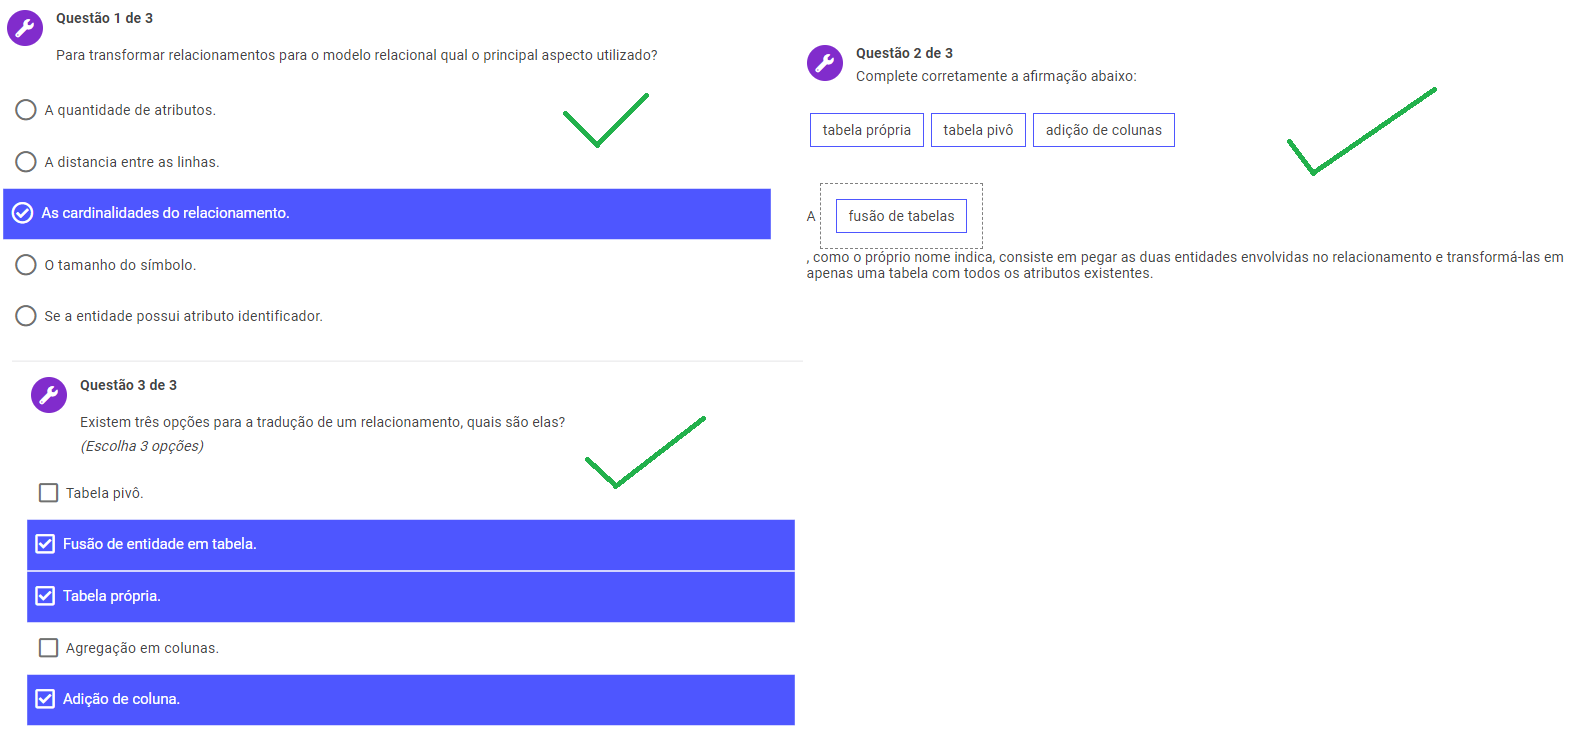 Questão 1 de 3
Para transformar relacionamentos para o modelo relacional qual o principal aspecto utilizado?
A quantidade de atributos.
A distancia entre as linhas.
As cardinalidades do relacionamento.
O tamanho do símbolo.
Se a entidade possui atributo identificador.
Questão 2 de 3
Complete corretamente a afirmação abaixo:
tabela própria tabela pivô adição de colunas
A fusão de tabelas
, como o próprio nome indica, consiste em pegar as duas entidades envolvidas no relacionamento e transformá-las em
apenas uma tabela com todos os atributos existentes.
Questão 3 de 3
Existem três opções para a tradução de um relacionamento, quais são elas?
(Escolha 3 opções)
Tabela pivô.
Fusão de entidade em tabela.
Tabela própria.
Agregação em colunas.
Adição de coluna.